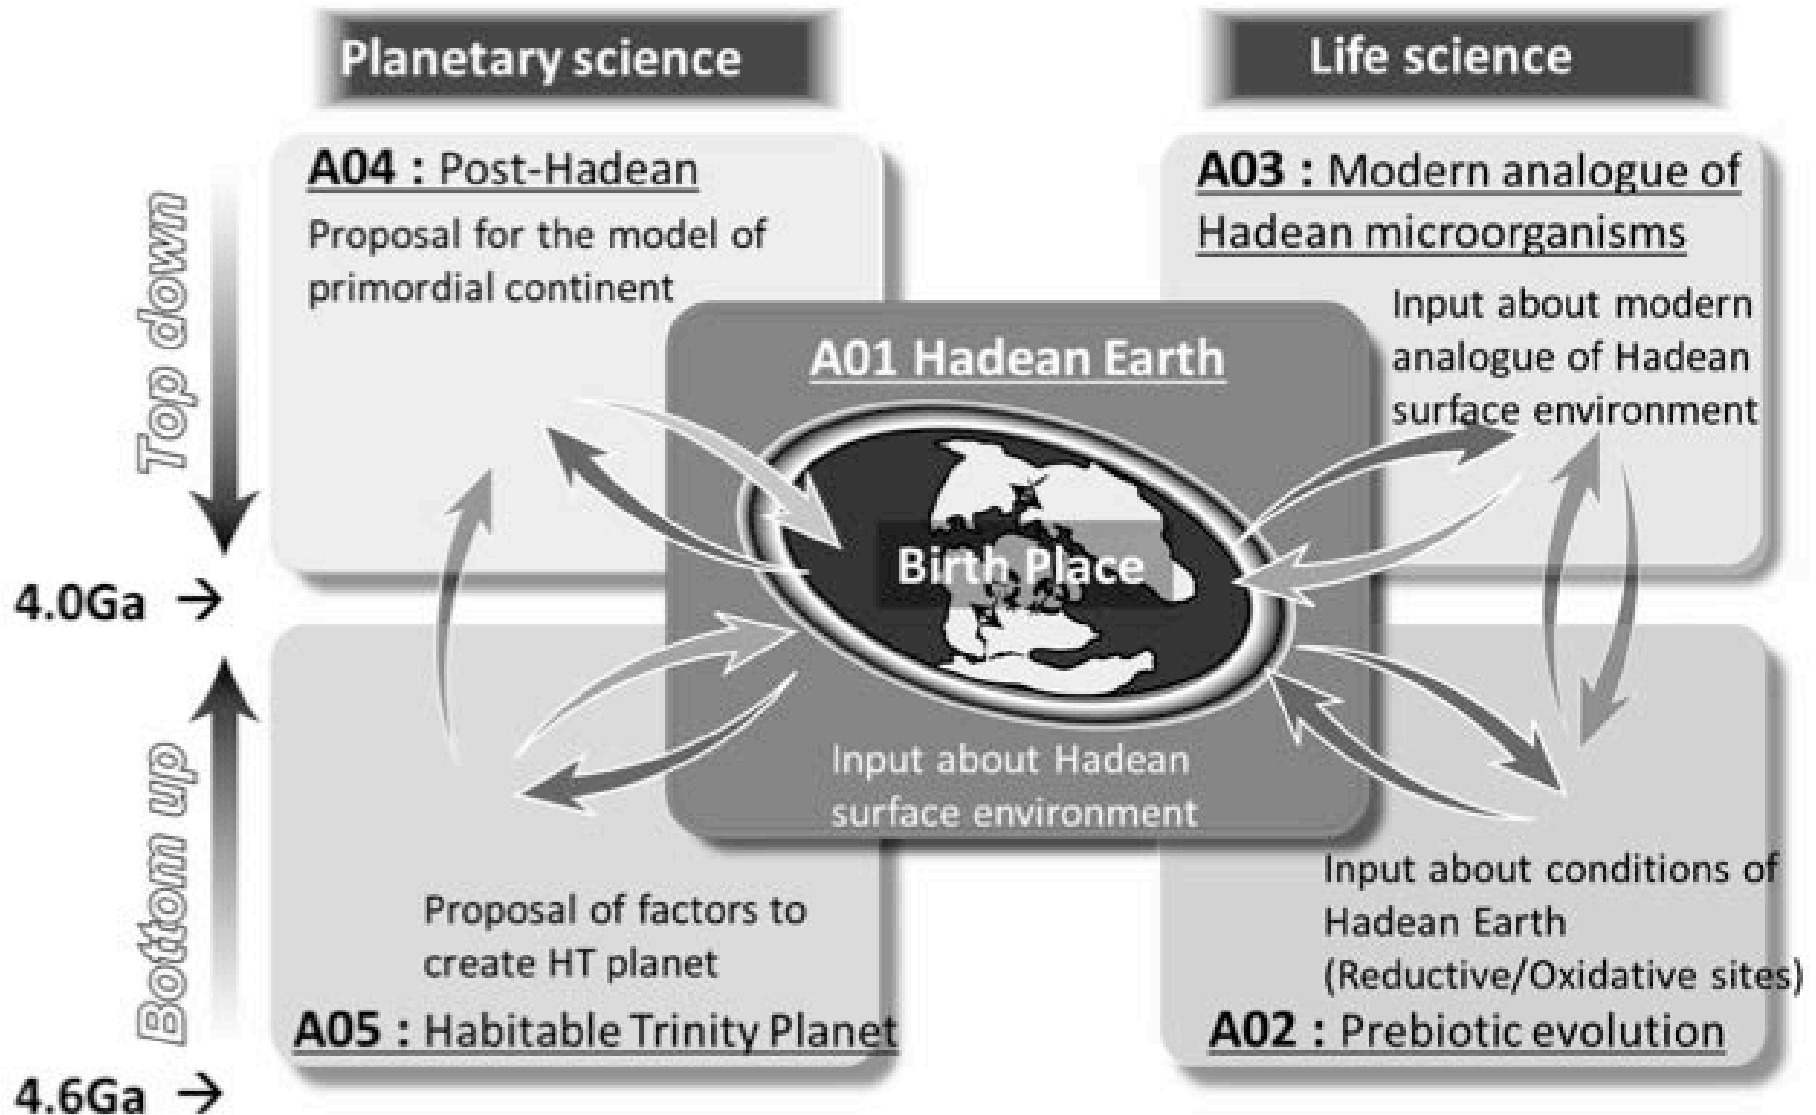 Planetary science
Life science
A04 : Post-Hadean
Proposal for the model of
primordial continent
A03 : Modern analogue of
Hadean microorganisms
Input about modern
analogue of Hadean
surface environment
Top down
A01 Hadean Earth
Birth Place
Input about Hadean
surface environment
4.0Ga →
Bottom up
Proposal of factors to
create HT planet
A05 : Habitable Trinity Planet
Input about conditions of
Hadean Earth
(Reductive/Oxidative sites)
A02 : Prebiotic evolution
4.6Ga →